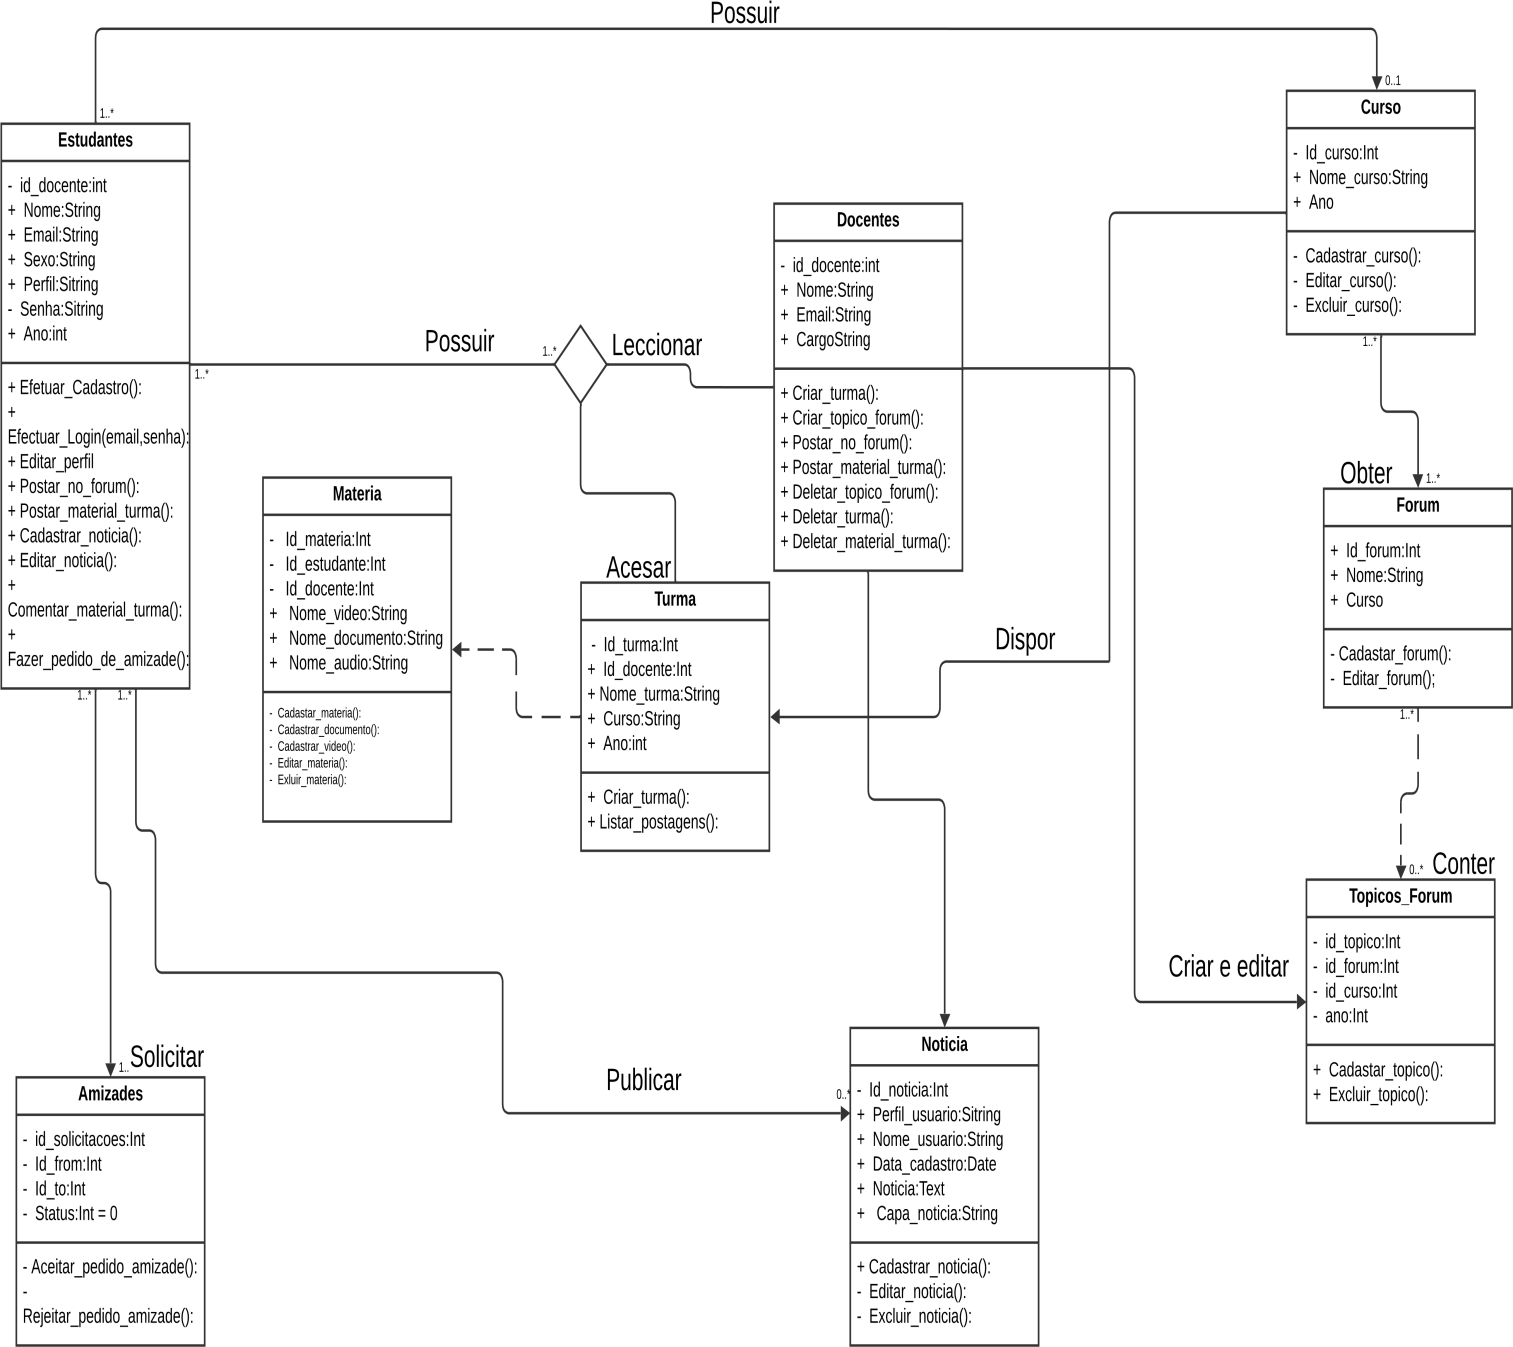 Possuir
1..*
0..1
Estudantes
- id_docente:int
+ Nome:String
+ Email:String
+ Sexo:String
+ Perfil:Sitring
- Senha:Sitring
+ Ano:int
+ Efetuar_Cadastro():
+
Efectuar_Login(email,senha):
+ Editar_perfil
+ Postar_no_forum():
+ Postar_material_turma():
+ Cadastrar_noticia():
+ Editar_noticia():
+
Comentar_material_turma():
+
Fazer_pedido_de_amizade():
1..*
1..*
1..*
Possuir
1..*
Leccionar
Docentes
- id_docente:int
+ Nome:String
+ Email:String
+ CargoString
+ Criar_turma():
+ Criar_topico_forum():
+ Postar_no_forum():
+ Postar_material_turma():
+ Deletar_topico_forum():
+ Deletar_turma():
+ Deletar_material_turma():
Curso
- Id_curso:Int
+ Nome_curso:String
+ Ano
- Cadastrar_curso():
- Editar_curso():
- Excluir_curso():
1..*
Obter
1..*
Forum
+ Id_forum:Int
+ Nome:String
+ Curso
- Cadastar_forum():
- Editar_forum();
1..*
Materia
- Id_materia:Int
- Id_estudante:Int
- Id_docente:Int
+ Nome_video:String
+ Nome_documento:String
+ Nome_audio:String
- Cadastar_materia():
- Cadastrar_documento():
- Cadastrar_video():
- Editar_materia():
- Exluir_materia():
Acesar
Turma
- Id_turma:Int
+ Id_docente:Int
+ Nome_turma:String
+ Curso:String
+ Ano:int
+ Criar_turma():
+ Listar_postagens():
Dispor
0..*
Conter
Topicos_Forum
- id_topico:Int
- id_forum:Int
- id_curso:Int
- ano:Int
+ Cadastar_topico():
+ Excluir_topico():
Criar e editar
1..
Solicitar
Amizades
- id_solicitacoes:Int
- Id_from:Int
- Id_to:Int
- Status:Int = 0
- Aceitar_pedido_amizade():
-
Rejeitar_pedido_amizade():
Publicar
0..*
Noticia
- Id_noticia:Int
+ Perfil_usuario:Sitring
+ Nome_usuario:String
+ Data_cadastro:Date
+ Noticia:Text
+ Capa_noticia:String
+ Cadastrar_noticia():
- Editar_noticia():
- Excluir_noticia():